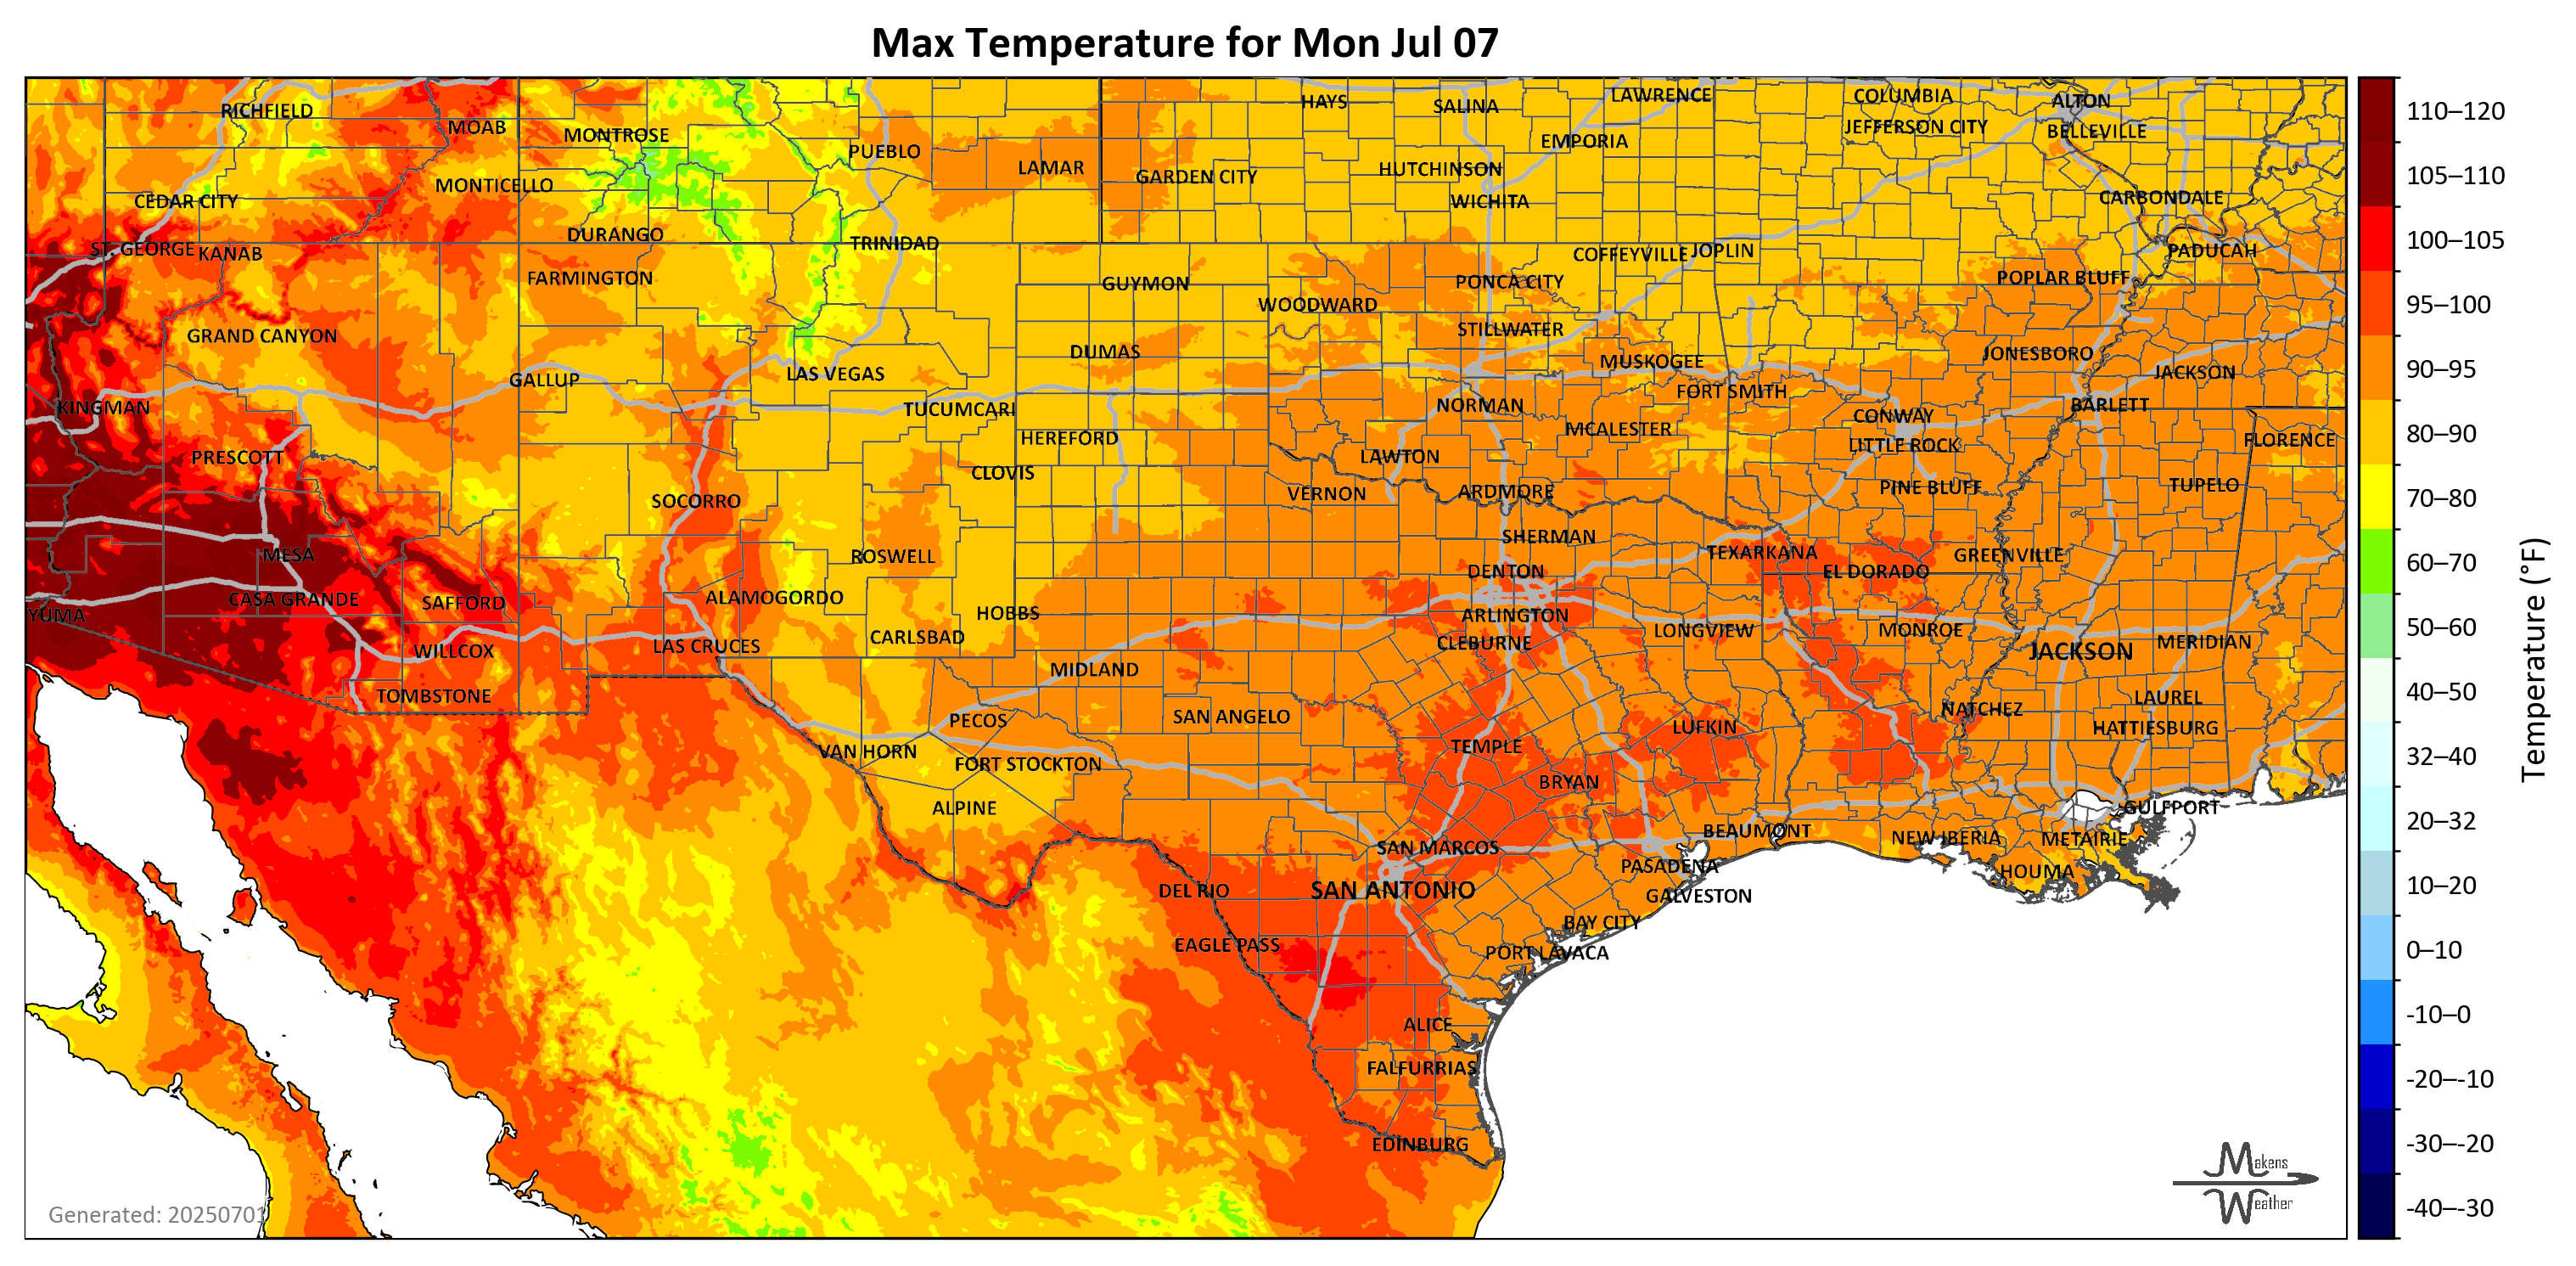 Max Temperature for Mon Jul 07
RICHFIELD
MOAB
MONTROSE
PUEBLO
LAMAR
GARDEN CITY
HAYS
SALINA
LAWRENCE
EMPORIA
HUTCHINSON
WICHITA
COLUMBIA
JEFFERSON CITY
ALTON
BELLEVILLE
CARBONDALE
MONTICELLO
CEDAR CITY
DURANGO
TRINIDAD
ST. GEORGE
KANAB
FARMINGTON
GUYMON
WOODWARD
PONCA CITY
COFFEYVILLE
JOPLIN
POPLAR BLUFF
PADUCAH
GRAND CANYON
DUMAS
STILLWATER
MUSKOGEE
JONESBORO
JACKSON
GALLUP
LAS VEGAS
FORT SMITH
KINGMAN
TUCUMCARI
NORMAN
CONWAY
BARLETT
HEREFORD
MCALESTER
LITTLE ROCK
FLORENCE
PRESCOTT
CLOVIS
LAWTON
SOCORRO
VERNON
ARDMORE
PINE BLUFF
TUPELO
MESA
ROSWELL
SHERMAN
TEXARKANA
GREENVILLE
DENTON
EL DORADO
CASA GRANDE
SAFFORD
ALAMOGORDO
HOBBS
ARLINGTON
YUMA
WILLCOX
LAS CRUCES
CARLSBAD
CLEBURNE
LONGVIEW
MONROE
JACKSON
MERIDIAN
TOMBSTONE
MIDLAND
PECOS
SAN ANGELO
LUFKIN
NATCHEZ
LAUREL
HATTIESBURG
VAN HORN
FORT STOCKTON
TEMPLE
BRYAN
ALPINE
BEAUMONT
GULFPORT
NEW IBERIA
METAIRIE
SAN MARCOS
PASADENA
HOUMA
DEL RIO
SAN ANTONIO
GALVESTON
BAY CITY
EAGLE PASS
PORT LAVACA
ALICE
FALFURRIAS
EDINBURG
Generated: 20250701
Makens
Weather
110–120
105–110
100–105
95–100
90–95
80–90
70–80
60–70
50–60
40–50
32–40
20–32
10–20
0–10
-10–0
-20–-10
-30–-20
-40–-30
Temperature (°F)